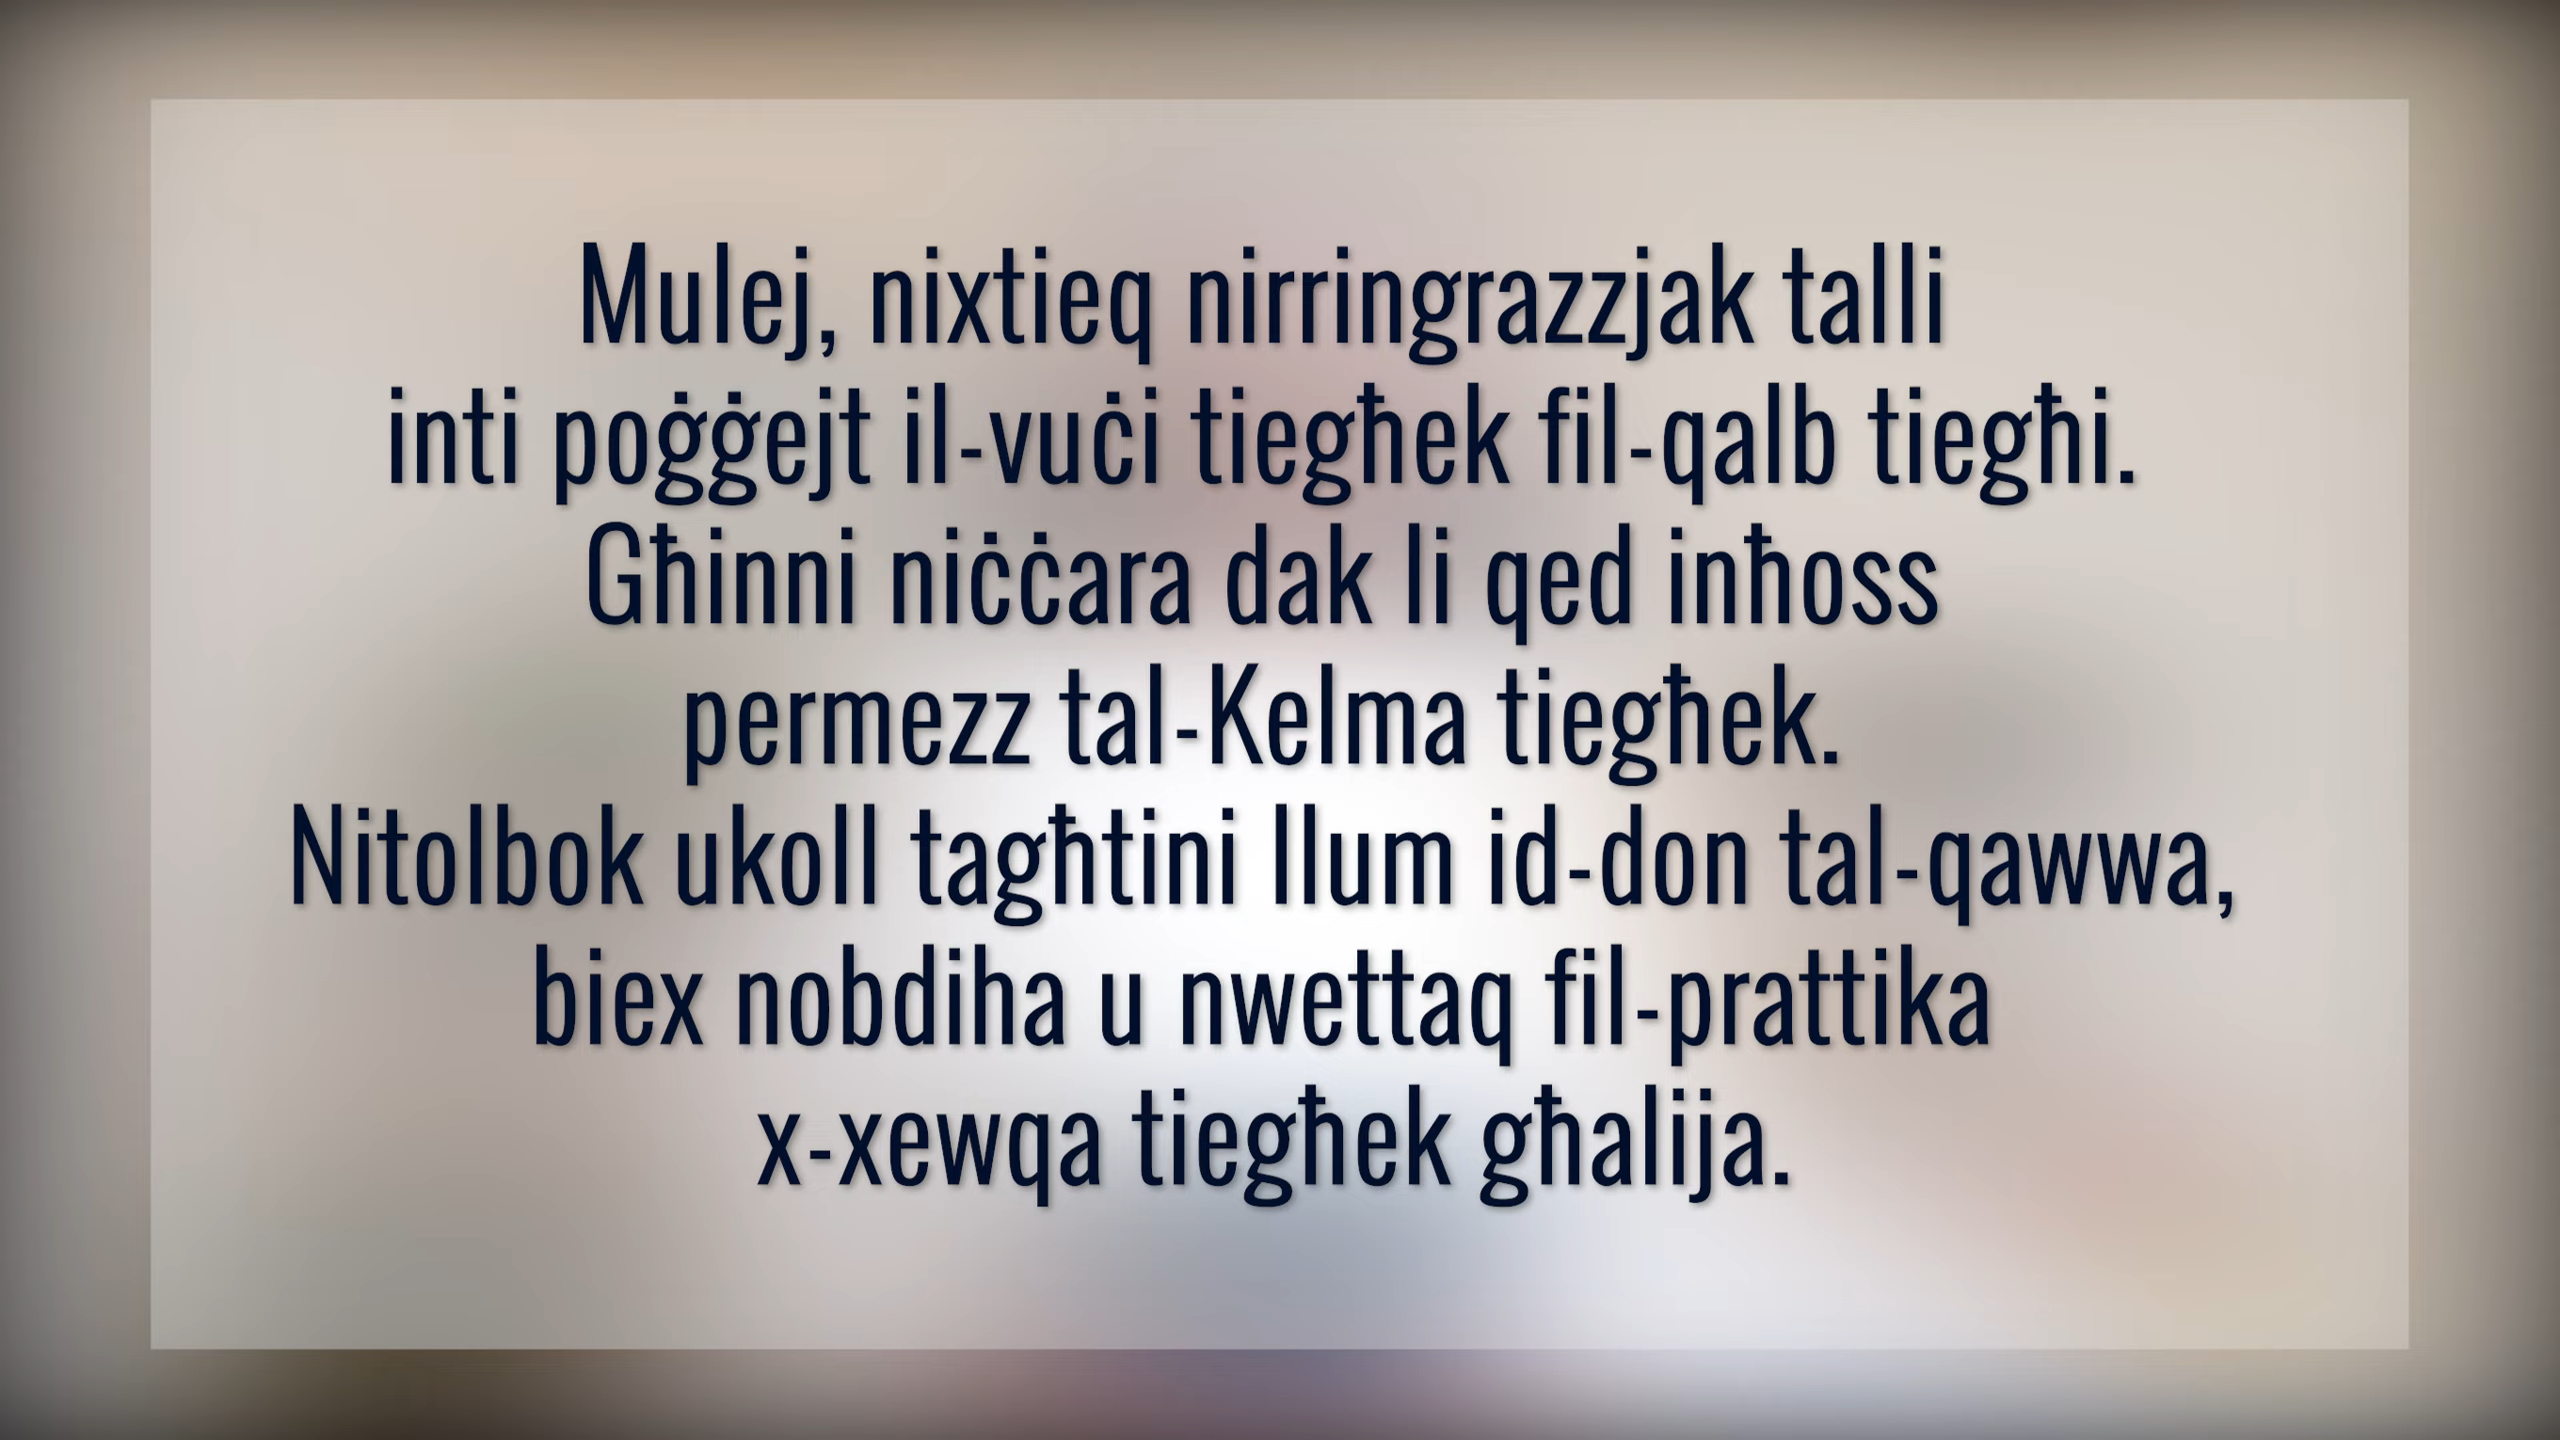 Mulej, nixtieq nirringrazzjak talli
inti poġġejt il-vuċi tiegħek fil-qalb tiegħi.
Għinni niċċara dak li qed inħoss
permezz tal-Kelma tiegħek.
Nitolbok ukoll tagħtini llum id-don tal-qawwa,
biex nobdiha u nwettaq fil-prattika
x-xewqa tiegħek għalija.